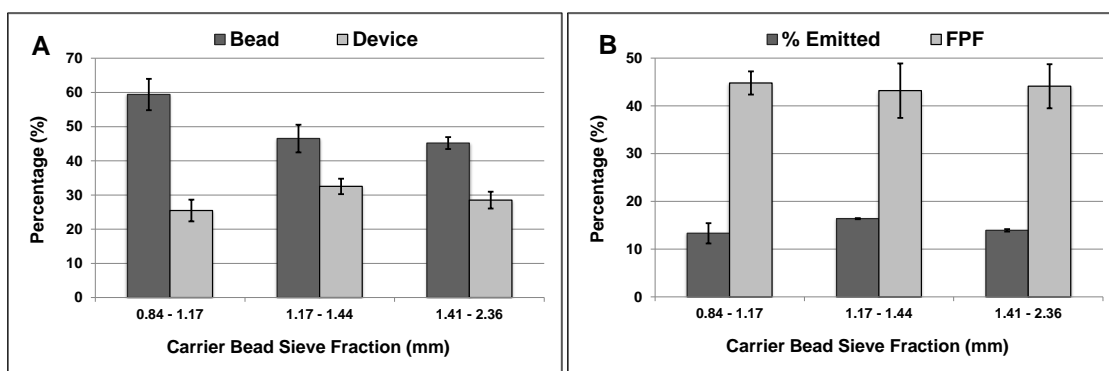 A
Bead Device
Percentage (%)
70
60
50
40
30
20
10
0
0.84 - 1.17 1.17 - 1.44 1.41 - 2.36
Carrier Bead Sieve Fraction (mm)
B
% Emitted FPF
Percentage (%)
50
40
30
20
10
0
0.84 - 1.17 1.17 - 1.44 1.41 - 2.36
Carrier Bead Sieve Fraction (mm)